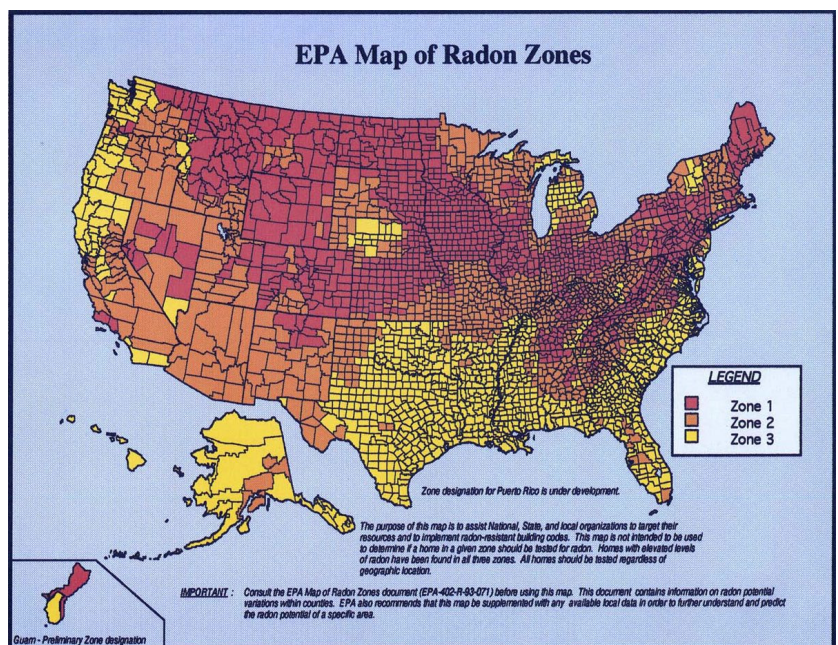 EPA Map of Radon Zones
LEGEND
Zone 1
Zone 2
Zone 3
Zone designation for Puerto Rico is under development.
The purpose of this map is to assist National, State, and local organizations to target their
resources and to implement radon-resistant building codes. This map is not intended to be used
to determine if a home in a given zone should be tested for radon. Homes with elevated levels
of radon have been found in all three zones. All homes should be tested regardless of
geographic location.
IMPORTANT : Consult the EPA Map of Radon Zones document (EPA-402-R-93-071) before using this map. This document contains information on radon potential
variations within counties. EPA also recommends that this map be supplemented with any available local data in order to further understand and predict
the radon potential of a specific area.
Guam - Preliminary Zone designation